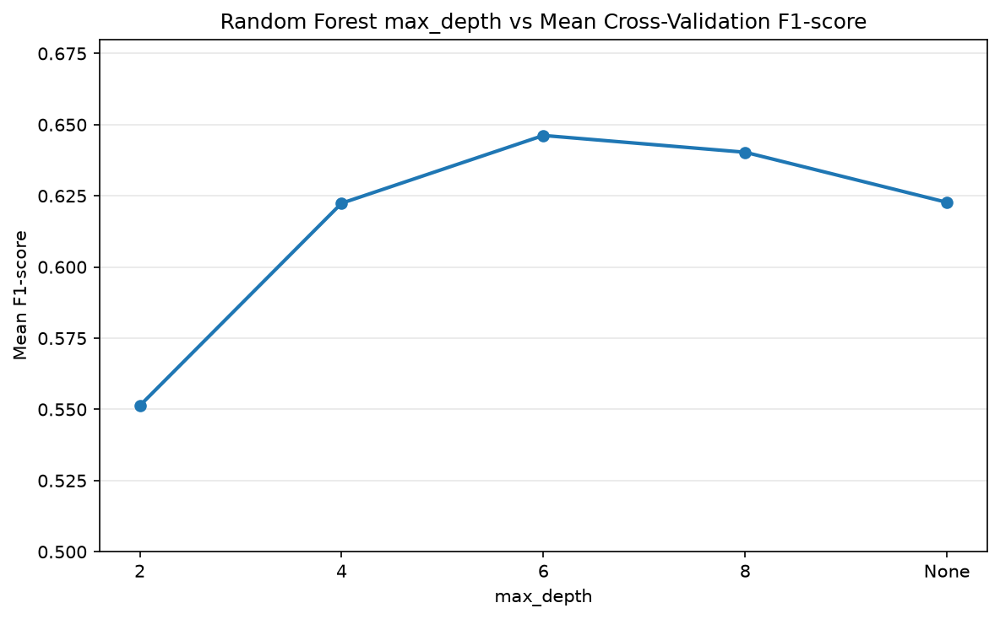 Random Forest max_depth vs Mean Cross-Validation F1-score
Mean F1-score
0.675
0.650
0.625
0.600
0.575
0.550
0.525
0.500
2 4 6 8 None
max_depth